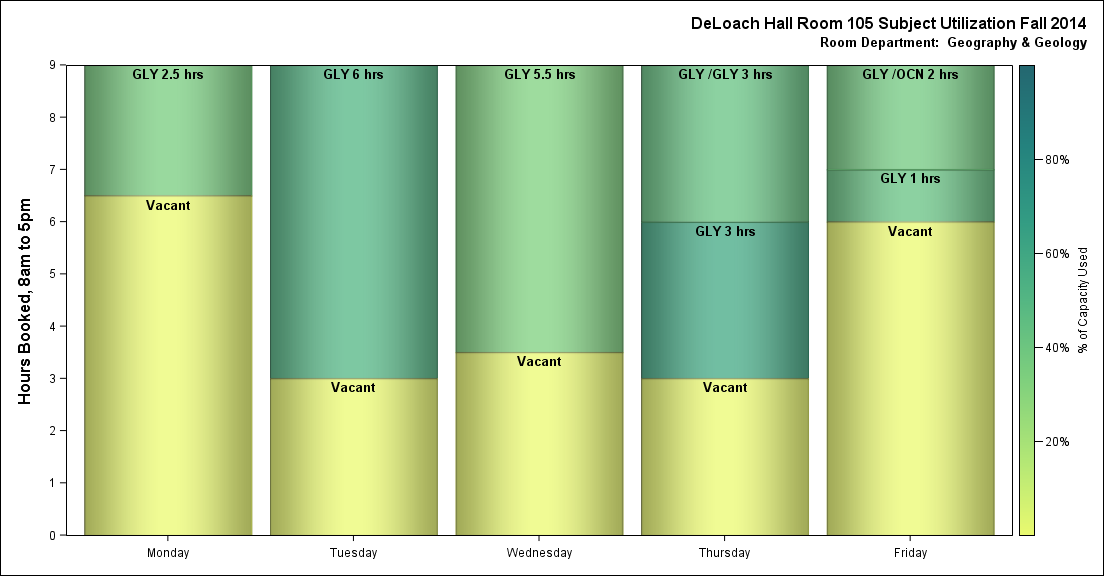 DeLoach Hall Room 105 Subject Utilization Fall 2014
Room Department: Geography & Geology
Hours Booked, 8am to 5pm
9
8
7
6
5
4
3
2
1
0
GLY 2.5 hrs
Vacant
GLY 6 hrs
Vacant
GLY 5.5 hrs
Vacant
GLY /GLY 3 hrs
GLY 3 hrs
Vacant
GLY /OCN 2 hrs
GLY 1 hrs
Vacant
Monday
Tuesday
Wednesday
Thursday
Friday
80%
60%
40%
20%
% of Capacity Used